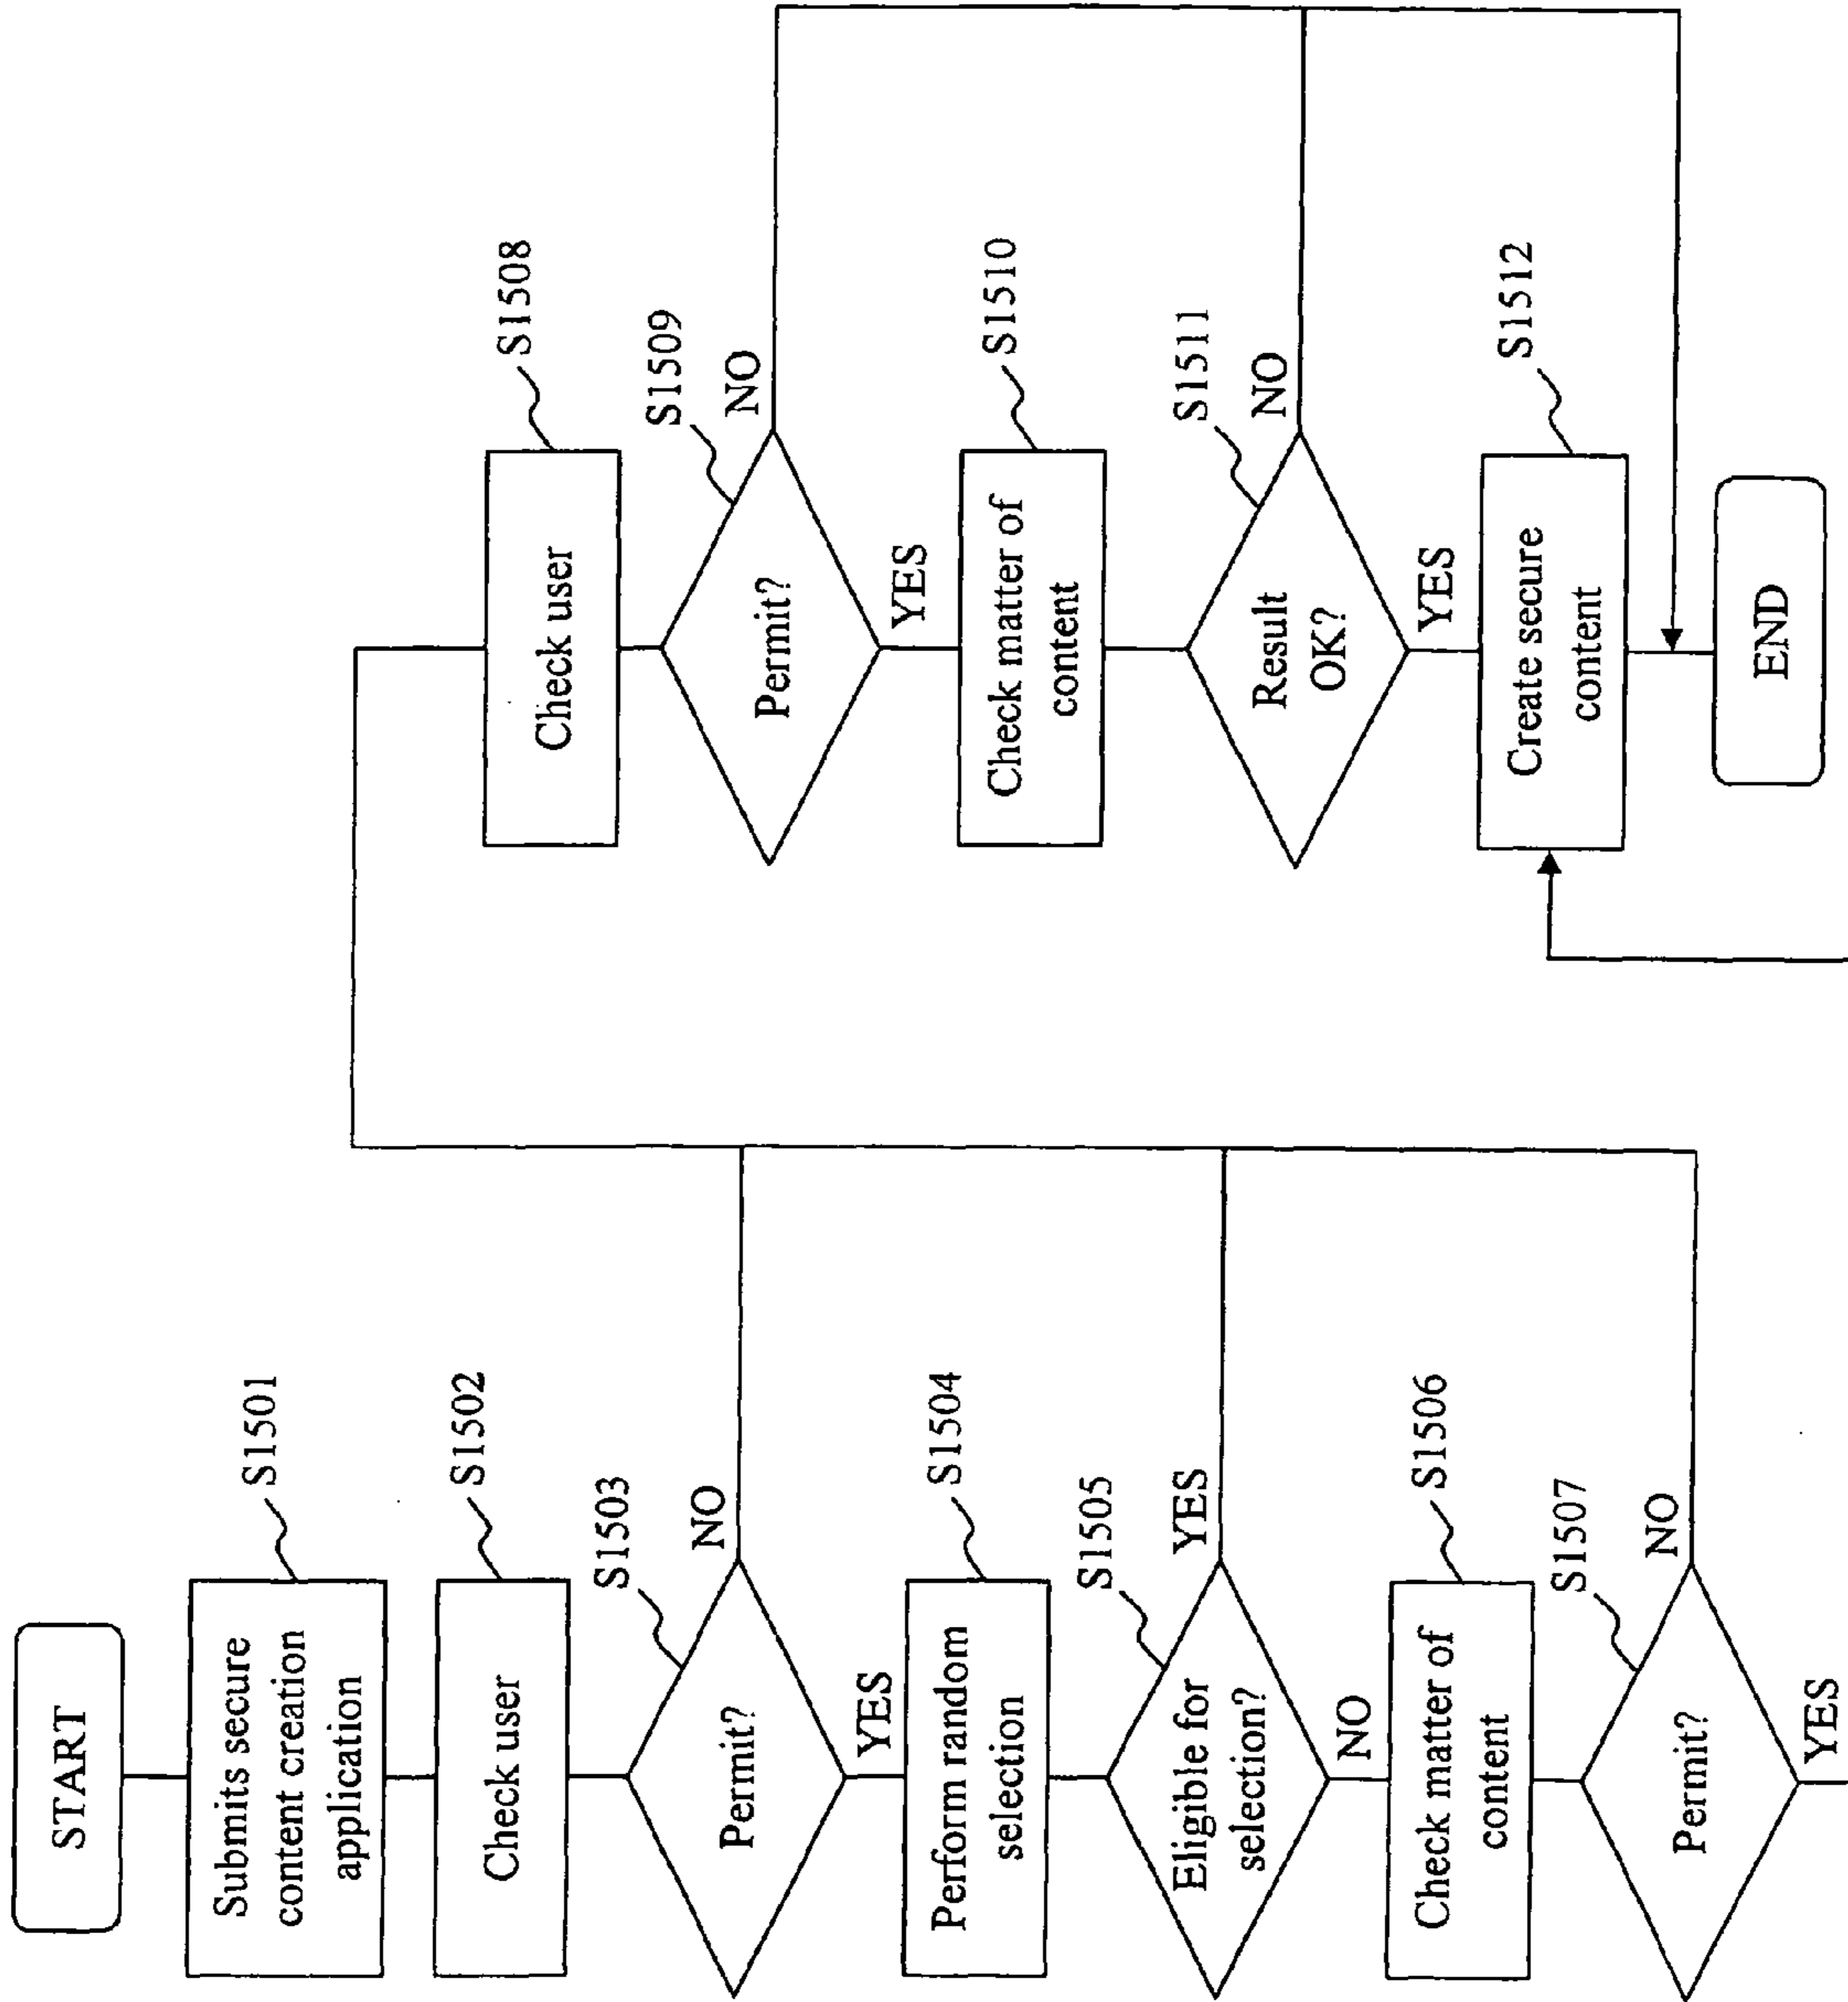 START
Submits secure
content creation
application
S1501
Check user
S1502
Permit?
S1503
NO
YES
Perform random
selection
S1504
Eligible for
selection?
S1505
YES
NO
Check matter of
content
S1506
Permit?
S1507
NO
YES
Check user
S1508
Permit?
S1509
NO
YES
Check matter of
content
S1510
Result
OK?
S1511
NO
YES
Create secure
content
S1512
END